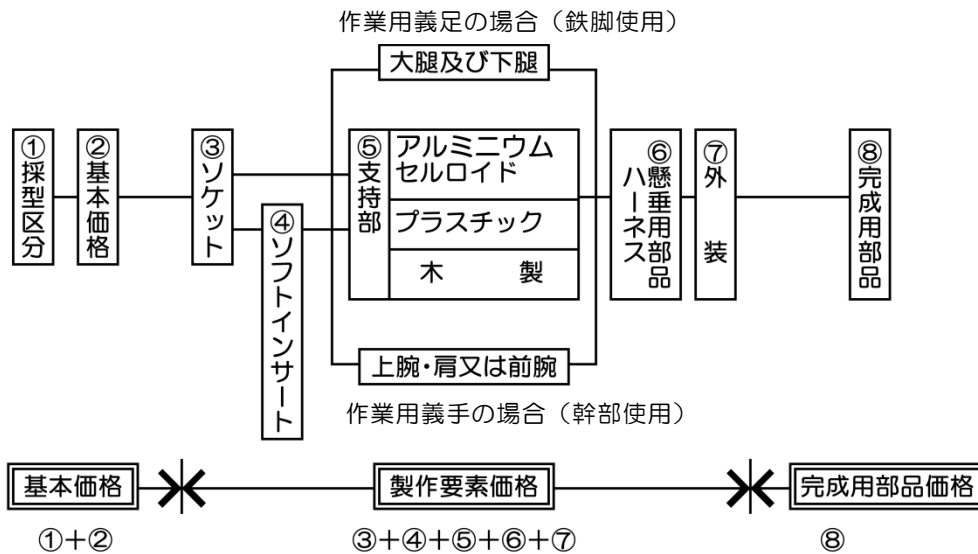 作業用義足の場合（鉄脚使用）
大腿及び下腿
①採型区分
②基本価格
③ソケット
④ソフトインサート
⑤支持部
アルミニウム
セルロイド
プラスチック
木　　製
⑥懸垂用部品
ハーネス
⑦外　装
⑧完成用部品
上腕・肩又は前腕
作業用義手の場合（幹部使用）
基本価格
製作要素価格
完成用部品価格
①＋②
③＋④＋⑤＋⑥＋⑦
⑧